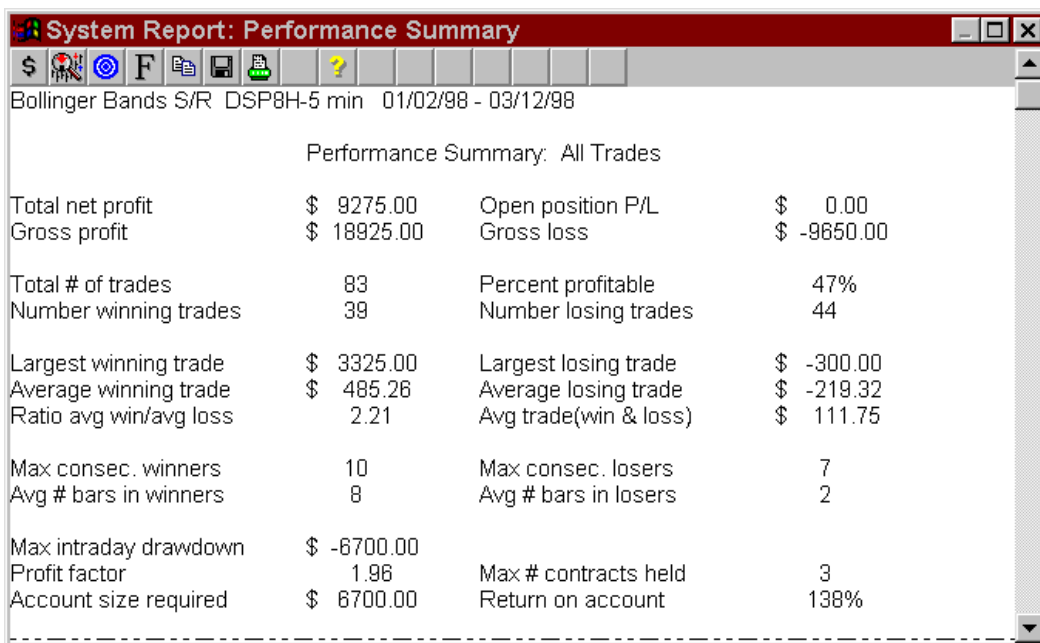 System Report: Performance Summary
$ F ?
Bollinger Bands S/R DSP8H-5 min 01/02/98 - 03/12/98
Performance Summary: All Trades
Total net profit $ 9275.00 Open position P/L $ 0.00
Gross profit $ 18925.00 Gross loss $ -9650.00
Total # of trades 83 Percent profitable 47%
Number winning trades 39 Number losing trades 44
Largest winning trade $ 3325.00 Largest losing trade $ -300.00
Average winning trade $ 485.26 Average losing trade $ -219.32
Ratio avg win/avg loss 2.21 Avg trade(win & loss) $ 111.75
Max consec. winners 10 Max consec. losers 7
Avg # bars in winners 8 Avg # bars in losers 2
Max intraday drawdown $ -6700.00
Profit factor 1.96 Max # contracts held 3
Account size required $ 6700.00 Return on account 138%